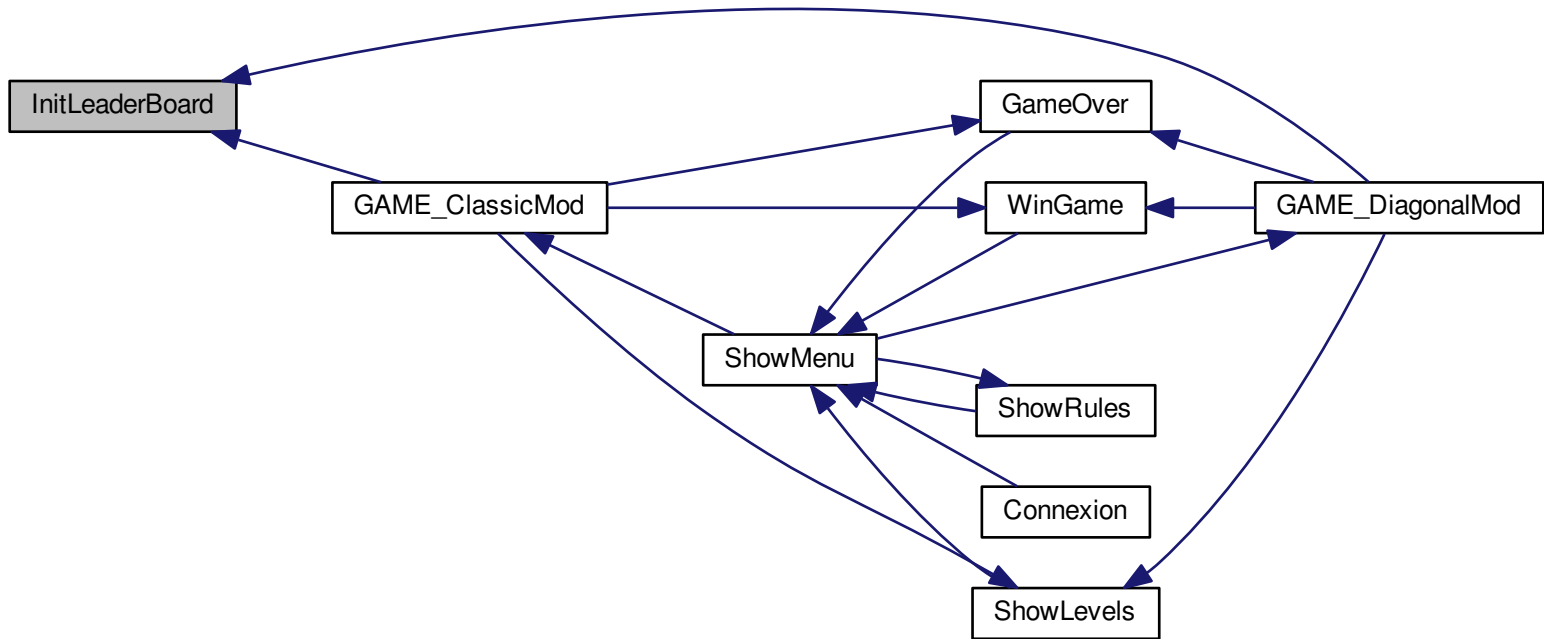 InitLeaderBoard
GameOver
GAME_ClassicMod
WinGame
GAME_DiagonalMod
ShowMenu
ShowRules
Connexion
ShowLevels